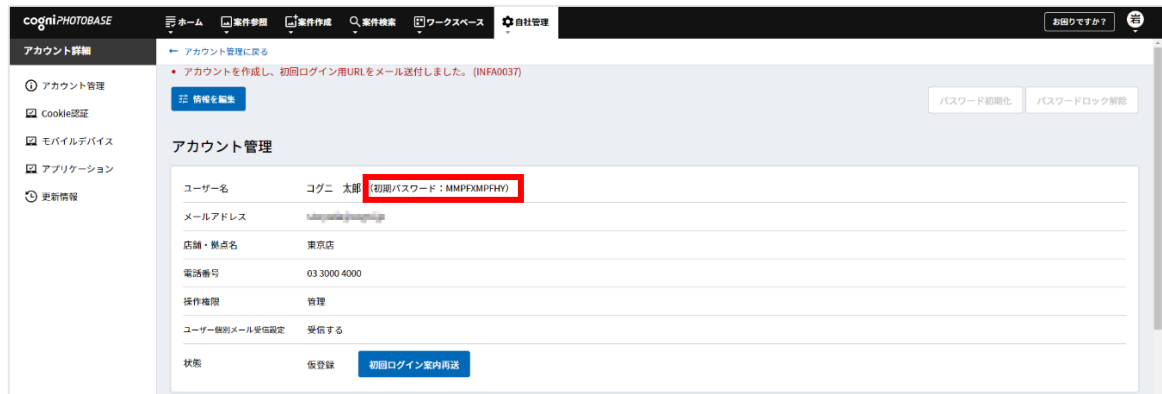 cogni PHOTOBASE ホーム 案件参照 案件作成 案件検索 ワークスペース 自社管理 お困りですか? 岩
アカウント詳細
← アカウント管理に戻る
• アカウントを作成し、初回ログイン用URLをメール送付しました。 (INFA0037)
アカウント管理
情報を編集 パスワード初期化 パスワードロック解除
Cookie認証
モバイルデバイス
アカウント管理
アプリケーション
更新情報
ユーザー名 コグニ 太郎 (初期パスワード:MMPFXMPFHY)
メールアドレス
店舗・拠点名 東京店
電話番号 03 3000 4000
操作権限 管理
ユーザー個別メール受信設定 受信する
状態 仮登録 初回ログイン案内再送